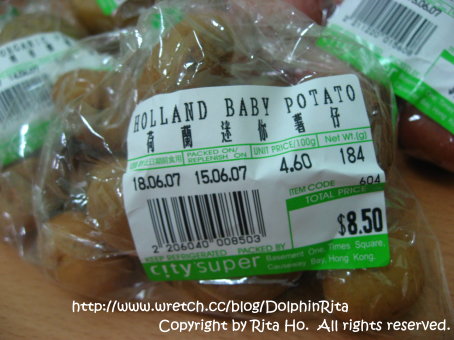 HOLLAND BABY POTATO
荷蘭迷你薯仔
PACKED ON/
REPLENISH ON
UNIT PRICE/100g
Net Wt.(g)
18.06.07 15.06.07 4.60 184
ITEM CODE 604
TOTAL PRICE
$8.50
2 206040 008503
KEEP REFRIGERATED PACKED BY
city'super
Basement One, Times Square,
Causeway Bay, Hong Kong.
http://www.wretch.cc/blog/DolphinRita
Copyright by Rita Ho. All rights reserved.